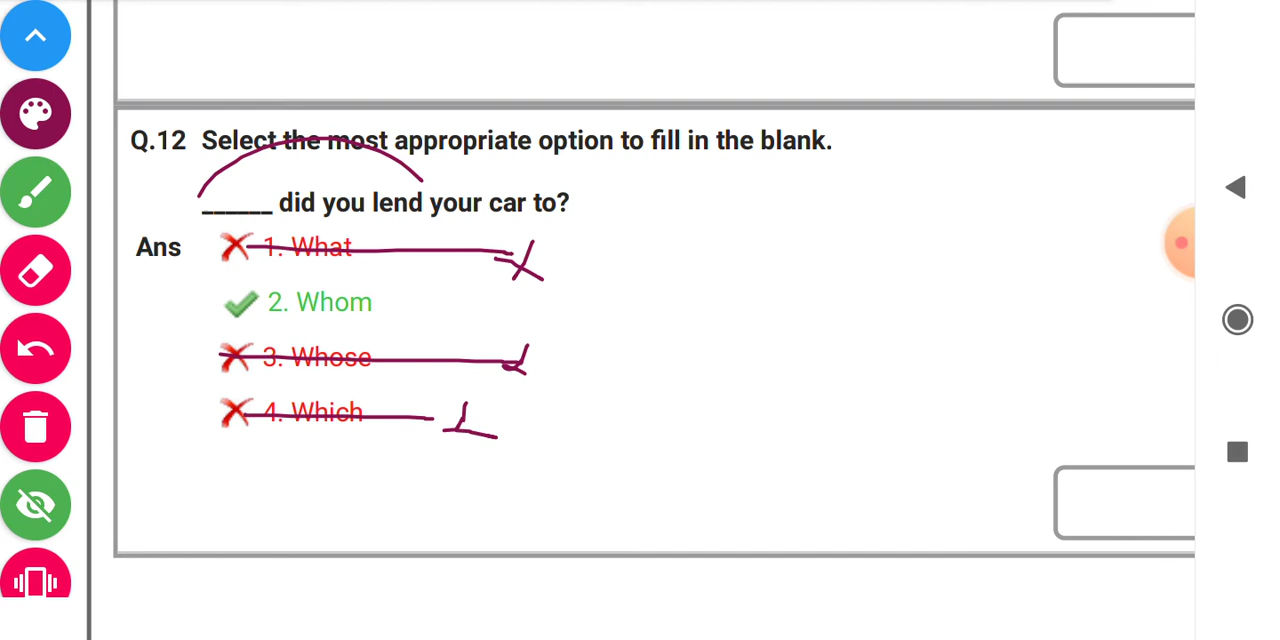 Q.12 Select the most appropriate option to fill in the blank.
______ did you lend your car to?
Ans 1. What
2. Whom
3. Whose
4. Which